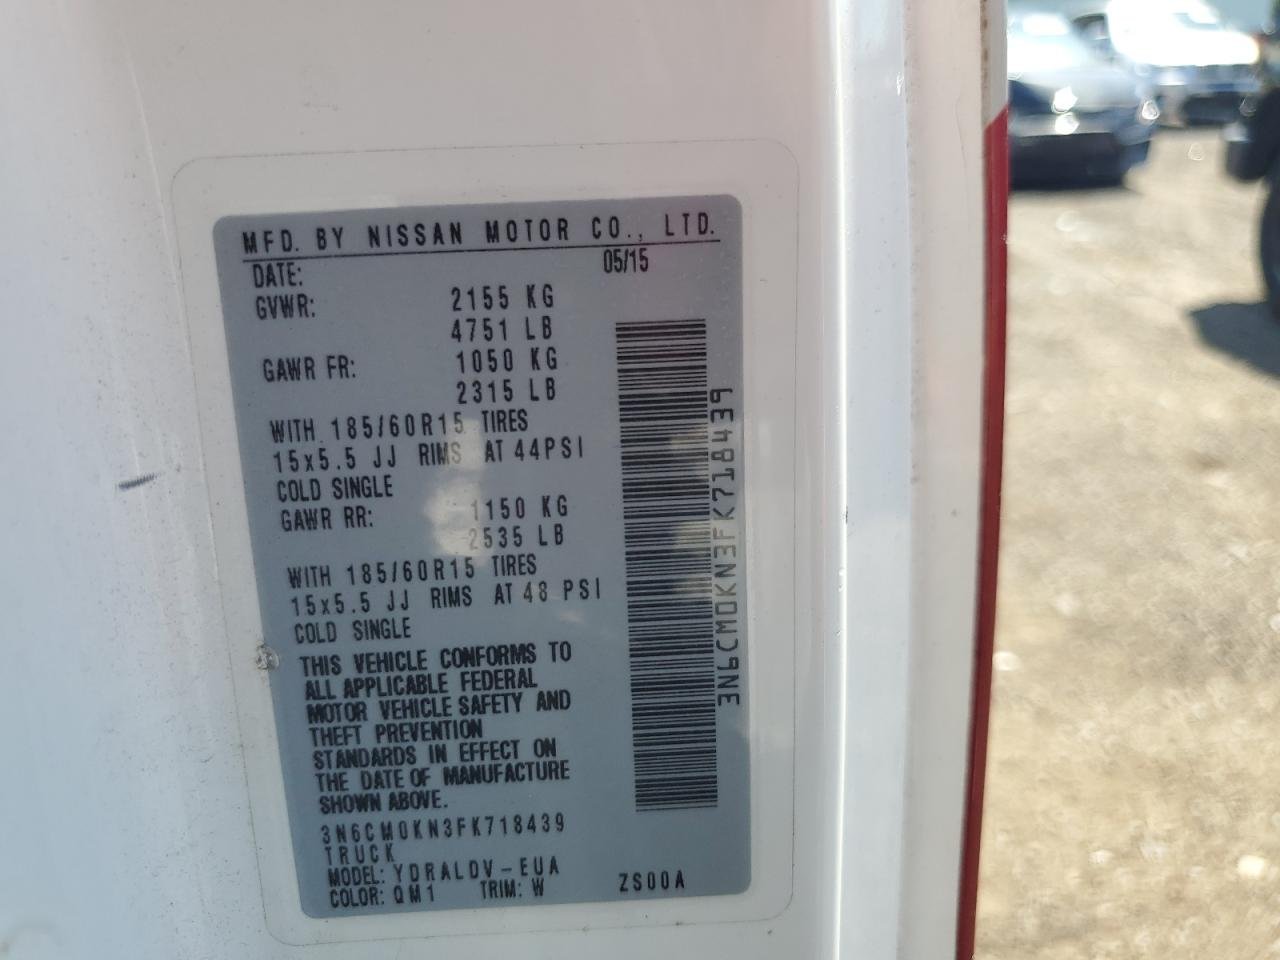 MFD. BY NISSAN MOTOR CO., LTD.
DATE: 05/15
GVWR: 2155 KG
4751 LB
GAWR FR: 1050 KG
2315 LB
WITH 185/60R15 TIRES
15x5.5 JJ RIMS AT 44PSI
COLD SINGLE
GAWR RR: 1150 KG
2535 LB
WITH 185/60R15 TIRES
15x5.5 JJ RIMS AT 48 PSI
COLD SINGLE
THIS VEHICLE CONFORMS TO
ALL APPLICABLE FEDERAL
MOTOR VEHICLE SAFETY AND
THEFT PREVENTION
STANDARDS IN EFFECT ON
THE DATE OF MANUFACTURE
SHOWN ABOVE.
3N6CM0KN3FK718439
TRUCK
MODEL: YDRALDV-EUA
COLOR: QM1 TRIM: W ZS00A
3N6CM0KN3FK718439